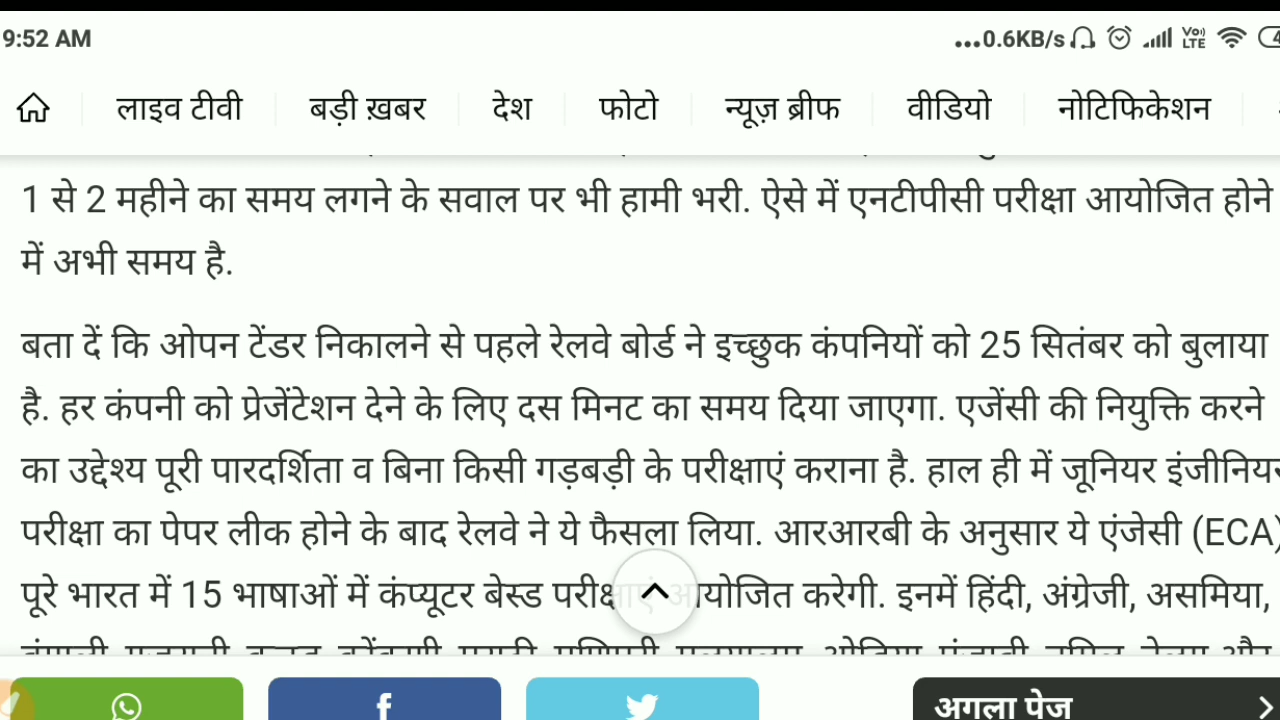 9:52 AM ...0.6KB/s Vo) LTE 4
लाइव टीवी बड़ी ख़बर देश फोटो न्यूज़ ब्रीफ वीडियो नोटिफिकेशन
1 से 2 महीने का समय लगने के सवाल पर भी हामी भरी. ऐसे में एनटीपीसी परीक्षा आयोजित होने
में अभी समय है.
बता दें कि ओपन टेंडर निकालने से पहले रेलवे बोर्ड ने इच्छुक कंपनियों को 25 सितंबर को बुलाया
है. हर कंपनी को प्रेजेंटेशन देने के लिए दस मिनट का समय दिया जाएगा. एजेंसी की नियुक्ति करने
का उद्देश्य पूरी पारदर्शिता व बिना किसी गड़बड़ी के परीक्षाएं कराना है. हाल ही में जूनियर इंजीनियर
परीक्षा का पेपर लीक होने के बाद रेलवे ने ये फैसला लिया. आरआरबी के अनुसार ये एंजेसी (ECA)
पूरे भारत में 15 भाषाओं में कंप्यूटर बेस्ड परीक्षाएं आयोजित करेगी. इनमें हिंदी, अंग्रेजी, असमिया,
अगला पेज